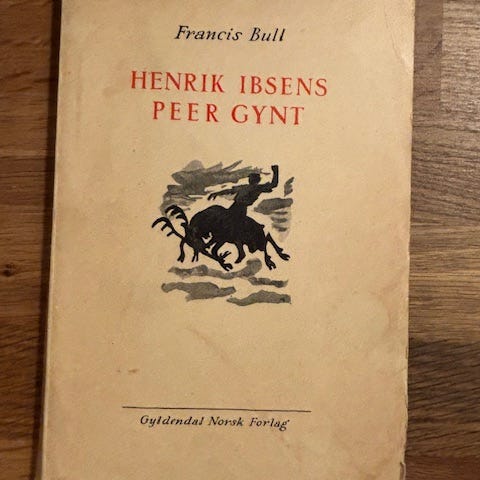 Francis Bull
HENRIK IBSENS
PEER GYNT
Gyldendal Norsk Forlag